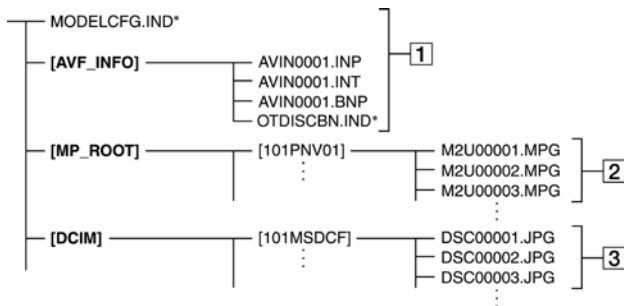 MODELCFG.IND*
[AVF_INFO] AVIN0001.INP 1
AVIN0001.INT
AVIN0001.BNP
OTDISCBN.IND*
[MP_ROOT] [101PNV01] M2U00001.MPG
M2U00002.MPG 2
M2U00003.MPG
[DCIM] [101MSDCF] DSC00001.JPG
DSC00002.JPG 3
DSC00003.JPG